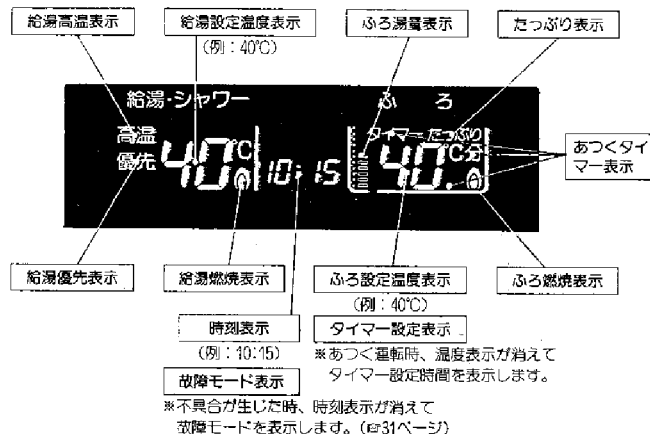 給湯高温表示
給湯設定温度表示
(例:40℃)
ふろ湯量表示
たっぷり表示
給湯・シャワー
ふろ
高温
優先
40℃
10:15
タイマー たっぷり
40.℃分
あつくタイ
マー表示
給湯優先表示
給湯燃焼表示
ふろ設定温度表示
(例:40℃)
ふろ燃焼表示
時刻表示
(例:10:15)
タイマー設定表示
※あつく運転時、温度表示が消えて
タイマー設定時間を表示します。
故障モード表示
※不具合が生じた時、時刻表示が消えて
故障モードを表示します。(☞31ページ)